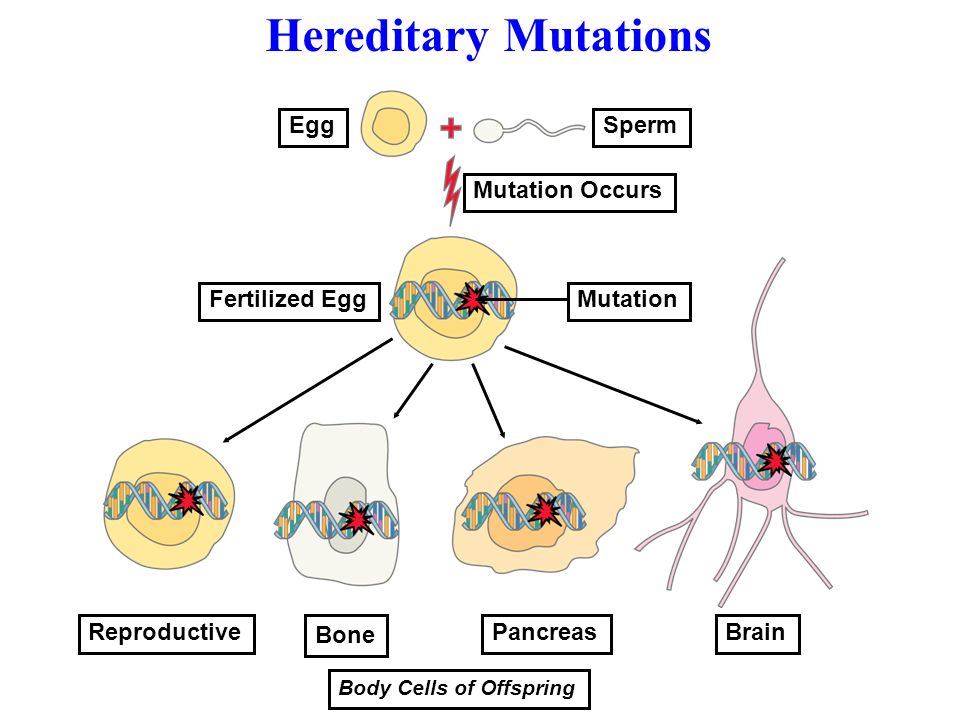 Hereditary Mutations
Egg
Sperm
Mutation Occurs
Fertilized Egg
Mutation
Reproductive
Bone
Pancreas
Brain
Body Cells of Offspring